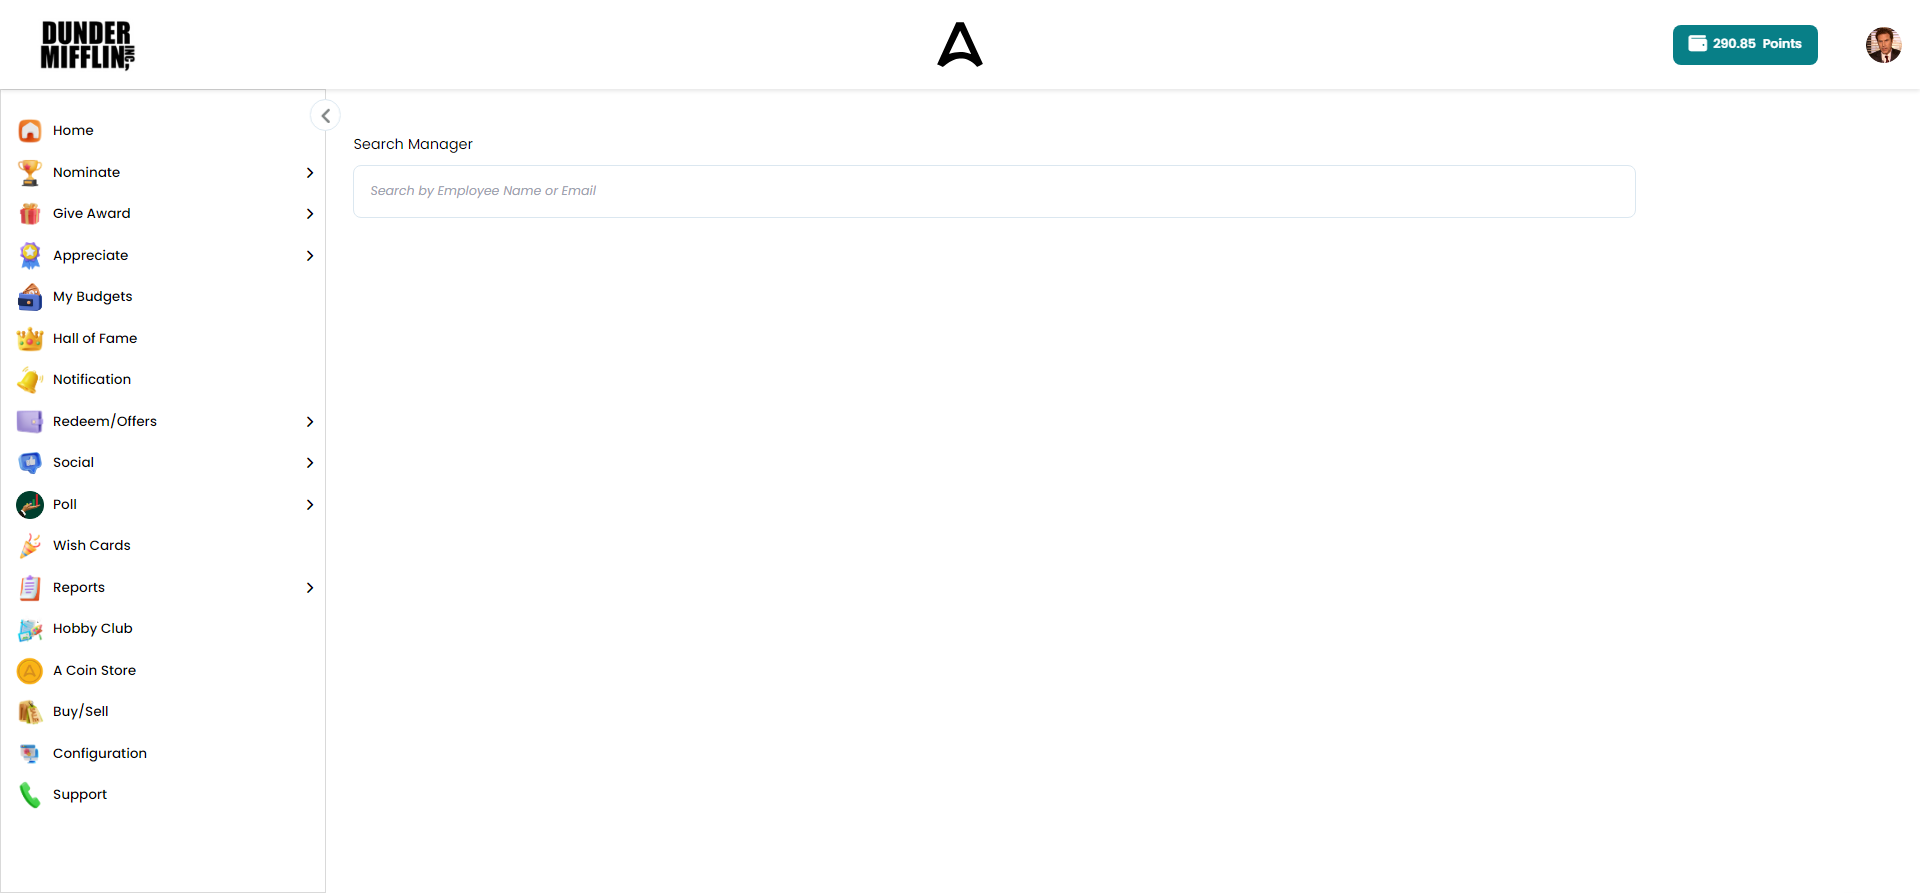 DUNDER
MIFFLIN, INC.
290.85 Points
Home
Nominate
Give Award
Appreciate
My Budgets
Hall of Fame
Notification
Redeem/Offers
Social
Poll
Wish Cards
Reports
Hobby Club
A Coin Store
Buy/Sell
Configuration
Support
Search Manager
Search by Employee Name or Email